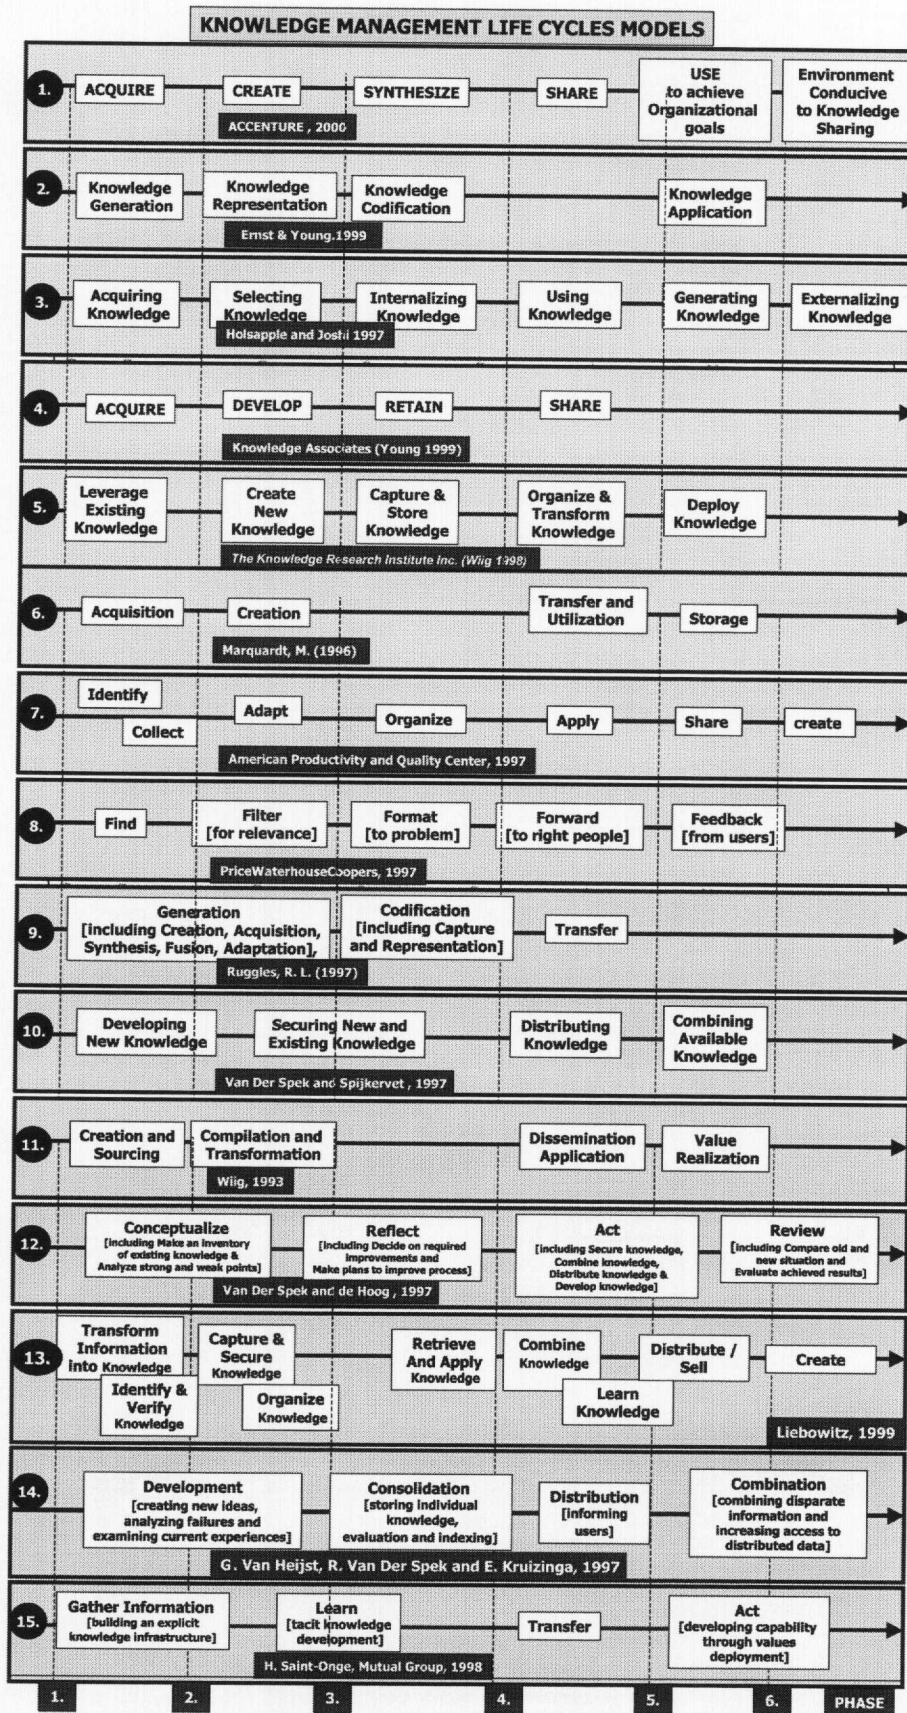 KNOWLEDGE MANAGEMENT LIFE CYCLES MODELS
1.
ACQUIRE
CREATE
SYNTHESIZE
SHARE
USE
to achieve
Organizational
goals
Environment
Conducive
to Knowledge
Sharing
ACCENTURE , 2000
2.
Knowledge
Generation
Knowledge
Representation
Knowledge
Codification
Knowledge
Application
Ernst & Young.1999
3.
Acquiring
Knowledge
Selecting
Knowledge
Internalizing
Knowledge
Using
Knowledge
Generating
Knowledge
Externalizing
Knowledge
Holsapple and Joshi 1997
4.
ACQUIRE
DEVELOP
RETAIN
SHARE
Knowledge Associates (Young 1999)
5.
Leverage
Existing
Knowledge
Create
New
Knowledge
Capture &
Store
Knowledge
Organize &
Transform
Knowledge
Deploy
Knowledge
The Knowledge Research Institute Inc. (Wiig 1998)
6.
Acquisition
Creation
Transfer and
Utilization
Storage
Marquardt, M. (1996)
7.
Identify
Collect
Adapt
Organize
Apply
Share
create
American Productivity and Quality Center, 1997
8.
Find
Filter
[for relevance]
Format
[to problem]
Forward
[to right people]
Feedback
[from users]
PriceWaterhouseCoopers, 1997
9.
Generation
[including Creation, Acquisition,
Synthesis, Fusion, Adaptation],
Codification
[including Capture
and Representation]
Transfer
Ruggles, R. L. (1997)
10.
Developing
New Knowledge
Securing New and
Existing Knowledge
Distributing
Knowledge
Combining
Available
Knowledge
Van Der Spek and Spijkervet , 1997
11.
Creation and
Sourcing
Compilation and
Transformation
Dissemination
Application
Value
Realization
Wiig, 1993
12.
Conceptualize
[including Make an inventory
of existing knowledge &
Analyze strong and weak points]
Reflect
[including Decide on required
improvements and
Make plans to improve process]
Act
[including Secure knowledge,
Combine knowledge,
Distribute knowledge &
Develop knowledge]
Review
[including Compare old and
new situation and
Evaluate achieved results]
Van Der Spek and de Hoog , 1997
13.
Transform
Information
into Knowledge
Identify &
Verify
Knowledge
Capture &
Secure
Knowledge
Organize
Knowledge
Retrieve
And Apply
Knowledge
Combine
Knowledge
Learn
Knowledge
Distribute /
Sell
Create
Liebowitz, 1999
14.
Development
[creating new ideas,
analyzing failures and
examining current experiences]
Consolidation
[storing individual
knowledge,
evaluation and indexing]
Distribution
[informing
users]
Combination
[combining disparate
information and
increasing access to
distributed data]
G. Van Heijst, R. Van Der Spek and E. Kruizinga, 1997
15.
Gather Information
[building an explicit
knowledge infrastructure]
Learn
[tacit knowledge
development]
Transfer
Act
[developing capability
through values
deployment]
H. Saint-Onge, Mutual Group, 1998
1. 2. 3. 4. 5. 6. PHASE